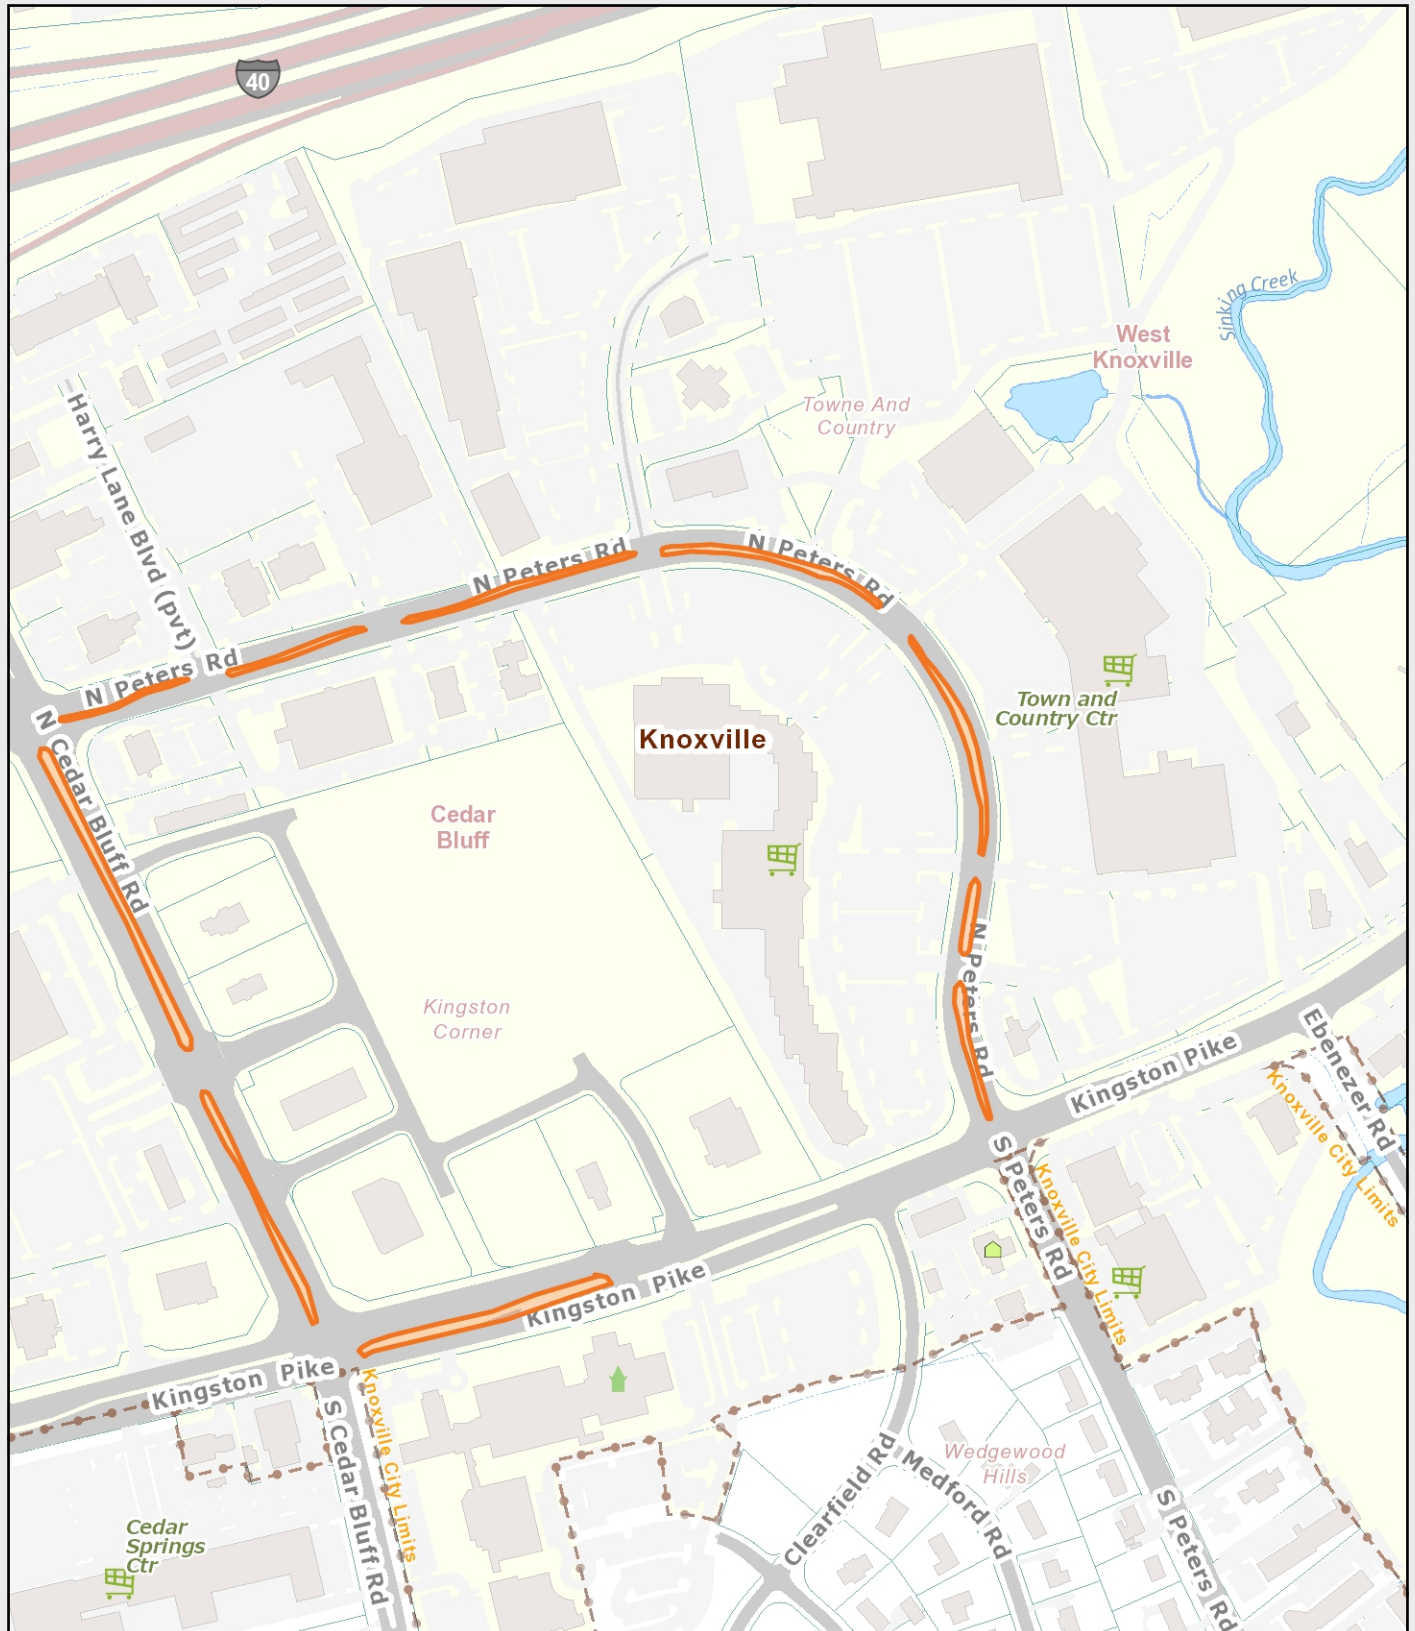 40
Sinking Creek
West
Knoxville
Towne And
Country
Harry Lane Blvd (pvt)
N Peters Rd
N Peters Rd
N Peters Rd
Town and
Country Ctr
Knoxville
N Cedar Bluff Rd
Cedar
Bluff
N Peters Rd
Kingston
Corner
Kingston Pike
Ebenezer Rd
Knoxville City Limits
S Peters Rd
Knoxville City Limits
Kingston Pike
Kingston Pike
Knoxville City Limits
S Cedar Bluff Rd
Clearfield Rd
Medford Rd
Wedgewood
Hills
S Peters Rd
Cedar
Springs
Ctr